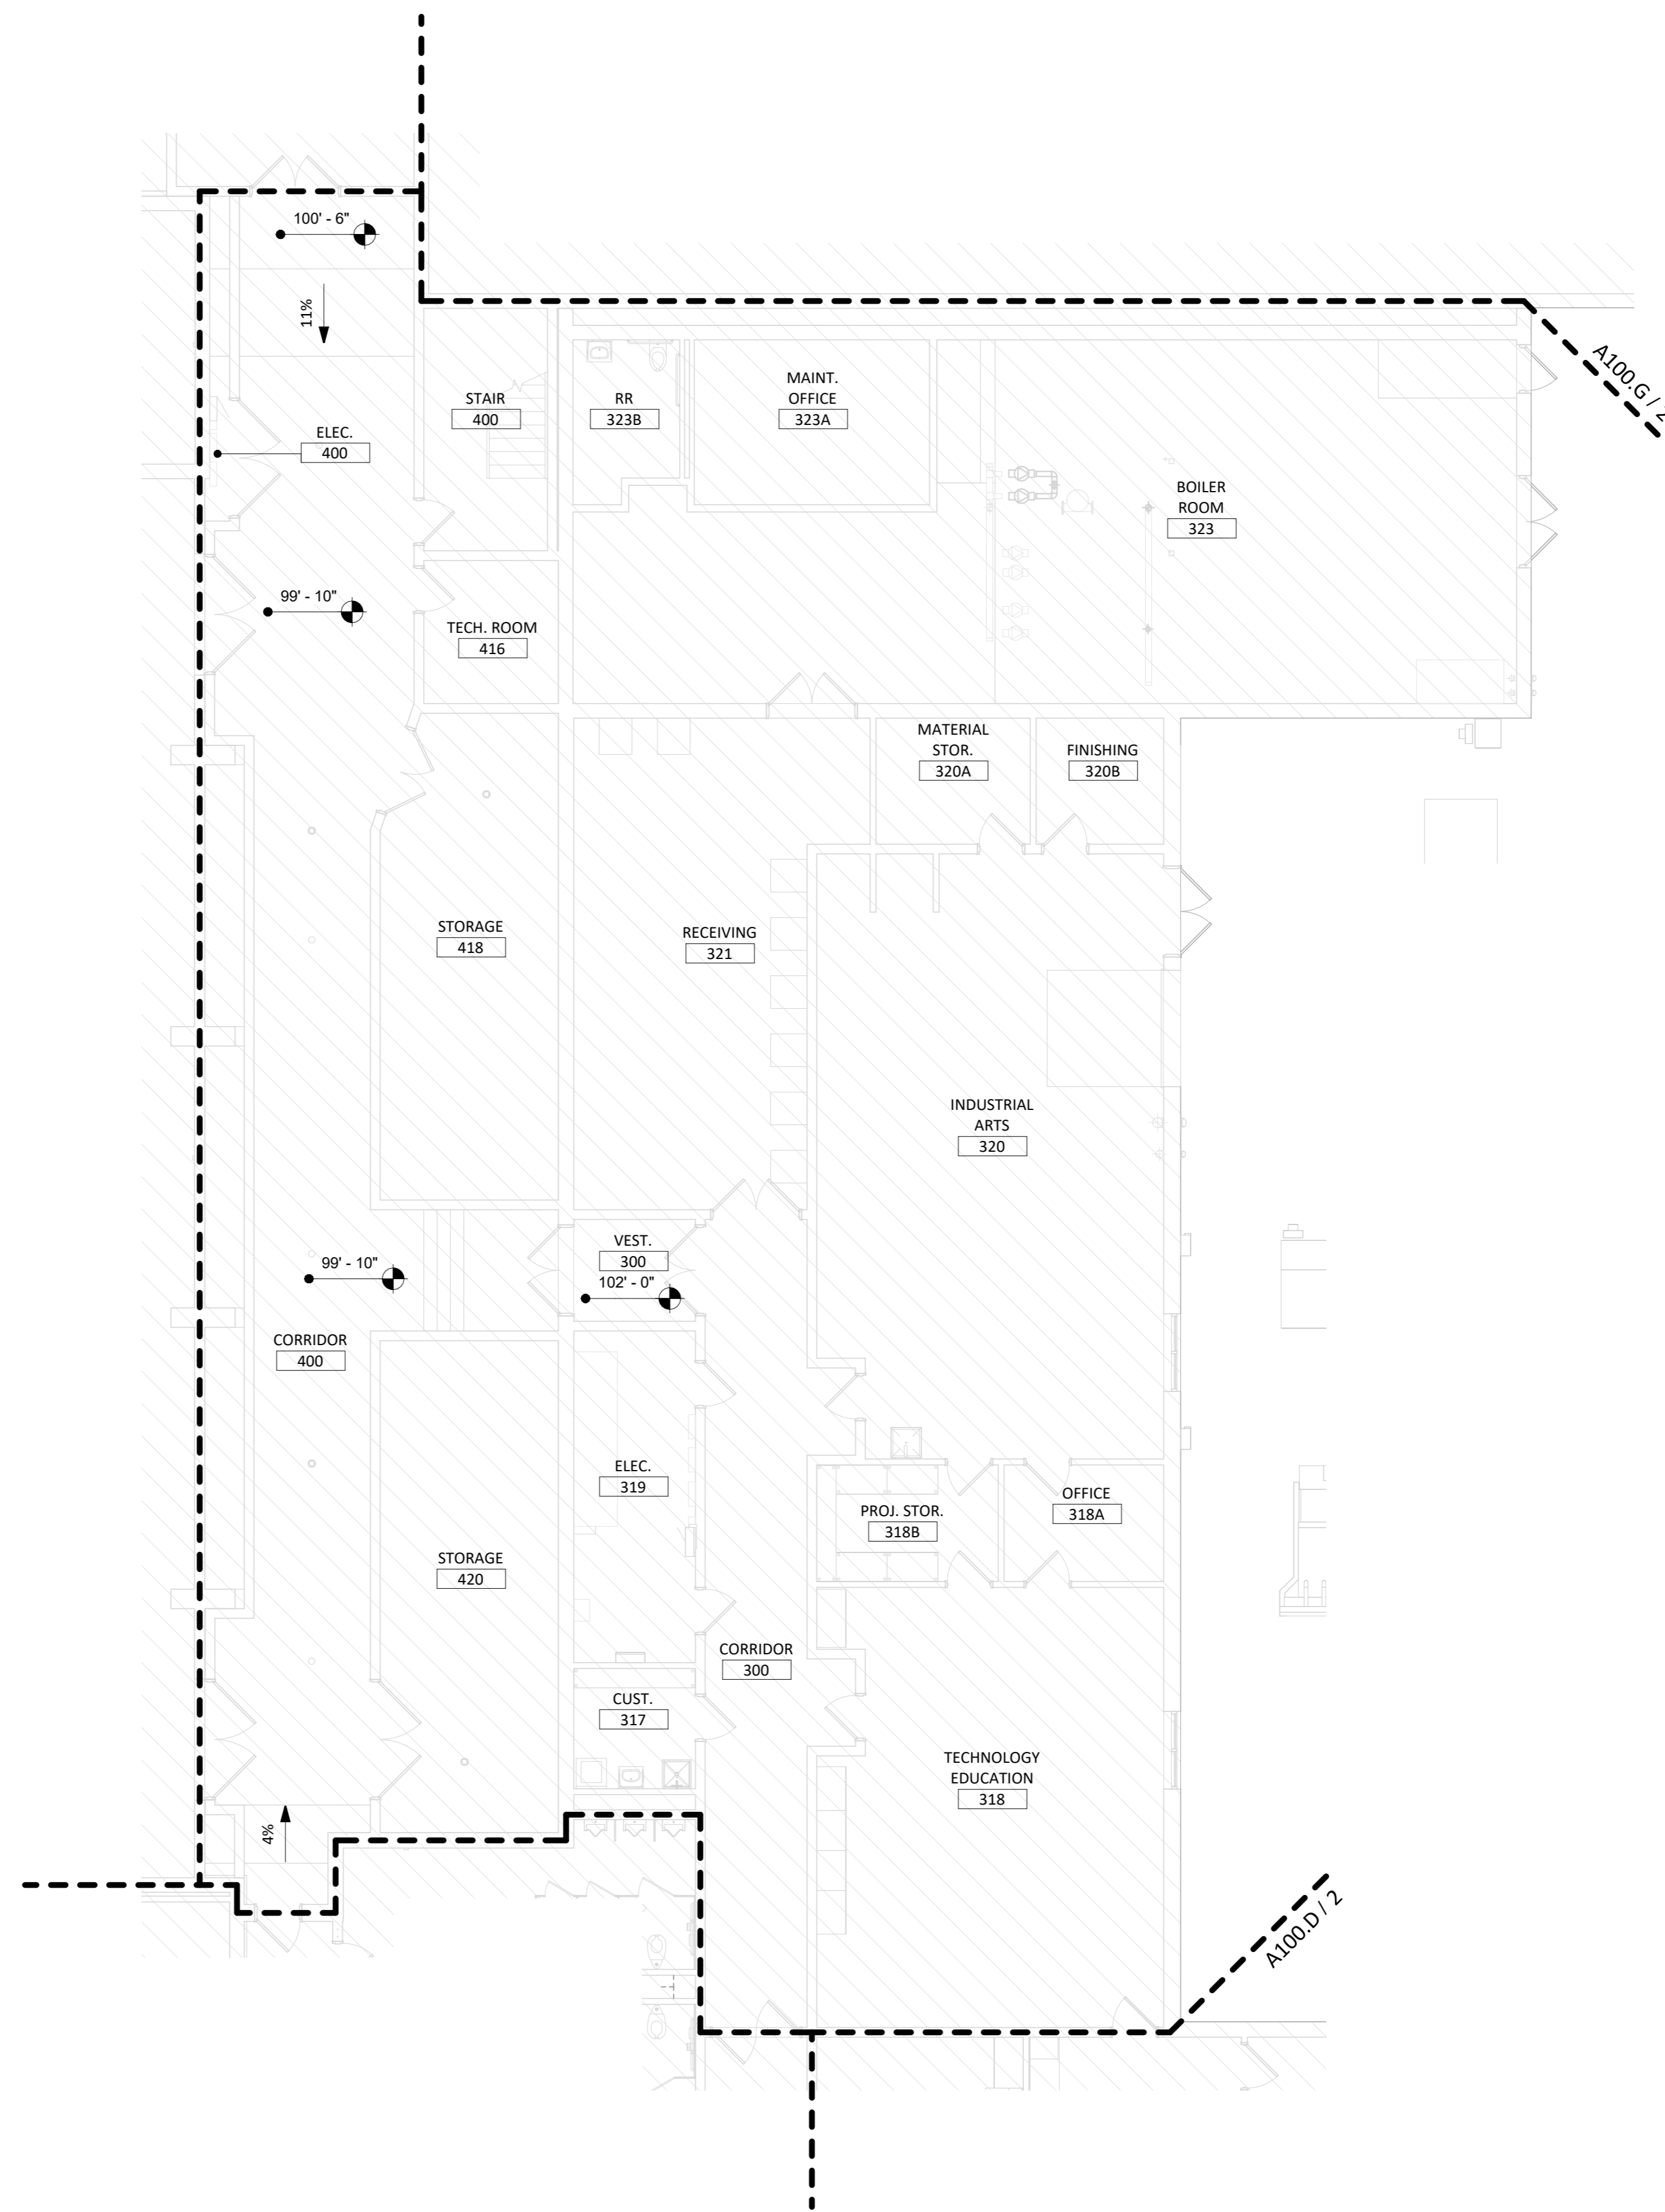 100' - 6"
11%
A100.G / 2
STAIR
400
RR
323B
MAINT.
OFFICE
323A
ELEC.
400
BOILER
ROOM
323
99' - 10"
TECH. ROOM
416
MATERIAL
STOR.
320A
FINISHING
320B
STORAGE
418
RECEIVING
321
INDUSTRIAL
ARTS
320
VEST.
300
99' - 10"
102' - 0"
CORRIDOR
400
ELEC.
319
OFFICE
318A
PROJ. STOR.
318B
STORAGE
420
CORRIDOR
300
CUST.
317
TECHNOLOGY
EDUCATION
318
4%
A100.D / 2